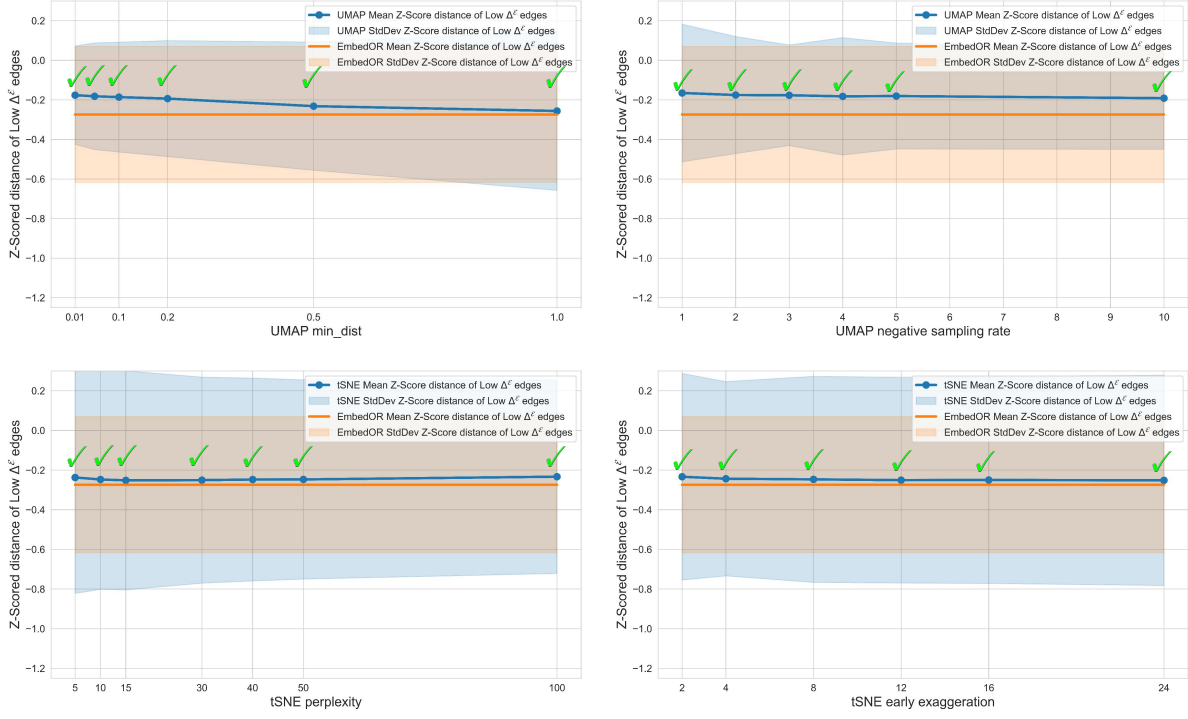 UMAP Mean Z-Score distance of Low Δ^ℰ edges
UMAP StdDev Z-Score distance of Low Δ^ℰ edges
EmbedOR Mean Z-Score distance of Low Δ^ℰ edges
EmbedOR StdDev Z-Score distance of Low Δ^ℰ edges
Z-Scored distance of Low Δ^ℰ edges
0.2
0.0
−0.2
−0.4
−0.6
−0.8
−1.0
−1.2
0.01 0.1 0.2 0.5 1.0
UMAP min_dist
UMAP Mean Z-Score distance of Low Δ^ℰ edges
UMAP StdDev Z-Score distance of Low Δ^ℰ edges
EmbedOR Mean Z-Score distance of Low Δ^ℰ edges
EmbedOR StdDev Z-Score distance of Low Δ^ℰ edges
Z-Scored distance of Low Δ^ℰ edges
0.2
0.0
−0.2
−0.4
−0.6
−0.8
−1.0
−1.2
1 2 3 4 5 6 7 8 9 10
UMAP negative sampling rate
tSNE Mean Z-Score distance of Low Δ^ℰ edges
tSNE StdDev Z-Score distance of Low Δ^ℰ edges
EmbedOR Mean Z-Score distance of Low Δ^ℰ edges
EmbedOR StdDev Z-Score distance of Low Δ^ℰ edges
Z-Scored distance of Low Δ^ℰ edges
0.2
0.0
−0.2
−0.4
−0.6
−0.8
−1.0
−1.2
5 10 15 30 40 50 100
tSNE perplexity
tSNE Mean Z-Score distance of Low Δ^ℰ edges
tSNE StdDev Z-Score distance of Low Δ^ℰ edges
EmbedOR Mean Z-Score distance of Low Δ^ℰ edges
EmbedOR StdDev Z-Score distance of Low Δ^ℰ edges
Z-Scored distance of Low Δ^ℰ edges
0.2
0.0
−0.2
−0.4
−0.6
−0.8
−1.0
−1.2
2 4 8 12 16 24
tSNE early exaggeration